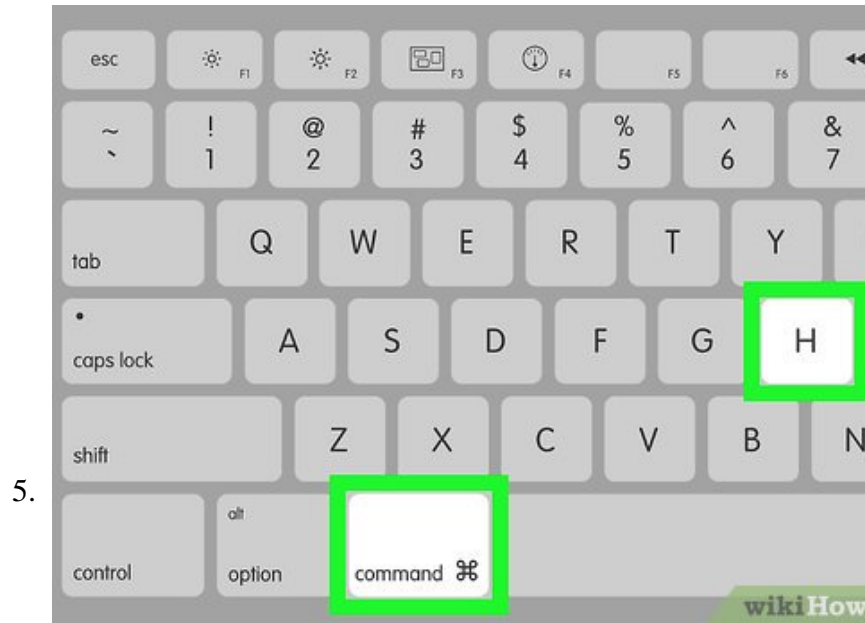 esc F1 F2 F3 F4 F5 F6
~ ! @ # $ % ^ &
` 1 2 3 4 5 6 7
tab Q W E R T Y
caps lock A S D F G H
shift Z X C V B N
5.
alt
control option command ⌘
wikiHow